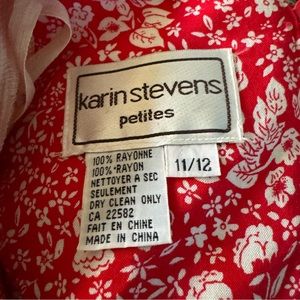 karin stevens
petites
100% RAYONNE
100% RAYON
NETTOYER A SEC
SEULEMENT
DRY CLEAN ONLY
CA 22582
FAIT EN CHINE
MADE IN CHINA
11/12